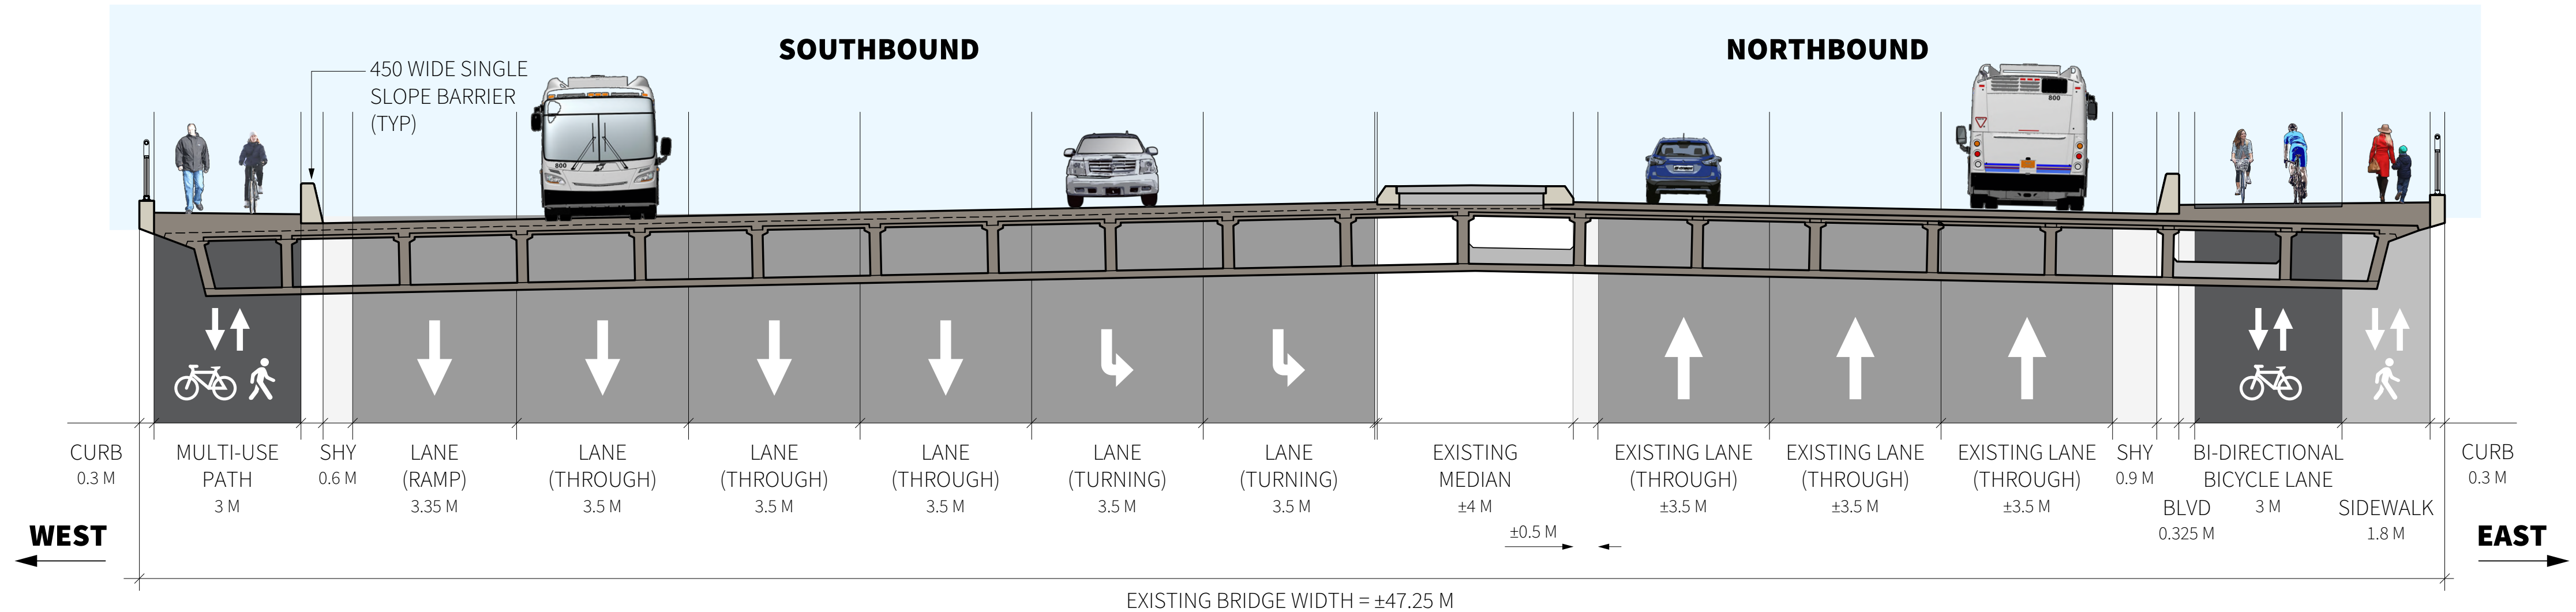 SOUTHBOUND
NORTHBOUND
450 WIDE SINGLE
SLOPE BARRIER
(TYP)
800
800
CURB
0.3 M
MULTI-USE
PATH
3 M
SHY
0.6 M
LANE
(RAMP)
3.35 M
LANE
(THROUGH)
3.5 M
LANE
(THROUGH)
3.5 M
LANE
(THROUGH)
3.5 M
LANE
(TURNING)
3.5 M
LANE
(TURNING)
3.5 M
EXISTING
MEDIAN
±4 M
±0.5 M
EXISTING LANE
(THROUGH)
±3.5 M
EXISTING LANE
(THROUGH)
±3.5 M
EXISTING LANE
(THROUGH)
±3.5 M
SHY
0.9 M
BLVD
0.325 M
BI-DIRECTIONAL
BICYCLE LANE
3 M
SIDEWALK
1.8 M
CURB
0.3 M
WEST
EAST
EXISTING BRIDGE WIDTH = ±47.25 M